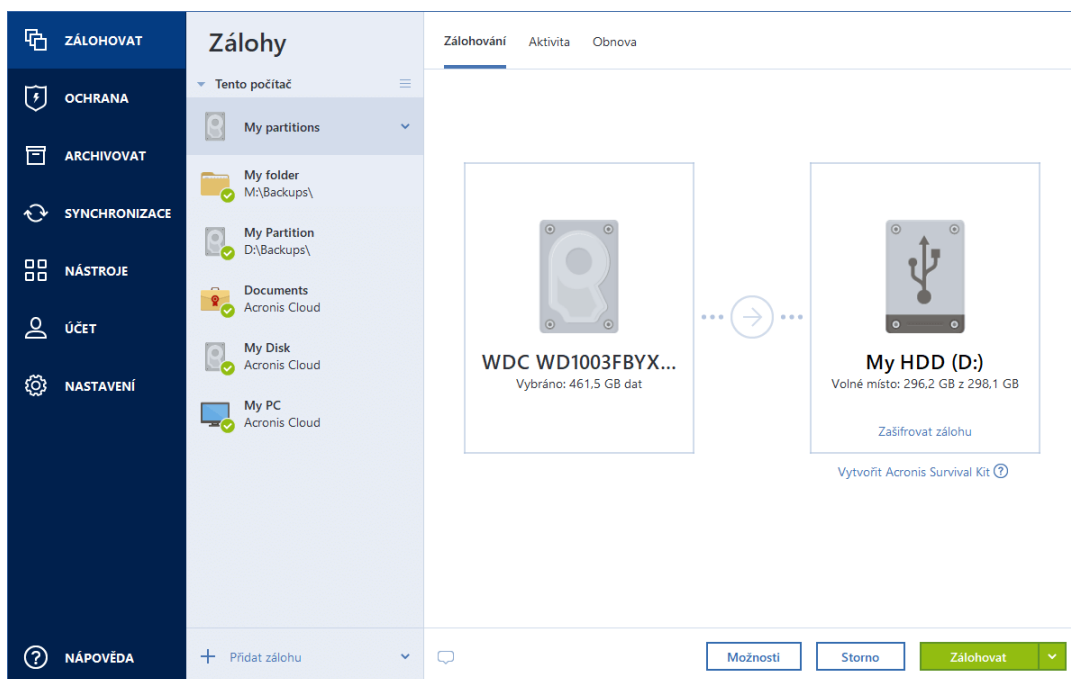 ZÁLOHOVAT
OCHRANA
ARCHIVOVAT
SYNCHRONIZACE
NÁSTROJE
ÚČET
NASTAVENÍ
NÁPOVĚDA
Zálohy
Tento počítač
My partitions
My folder
M:\Backups\
My Partition
D:\Backups\
Documents
Acronis Cloud
My Disk
Acronis Cloud
My PC
Acronis Cloud
Přidat zálohu
Zálohování Aktivita Obnova
WDC WD1003FBYX...
Vybráno: 461,5 GB dat
My HDD (D:)
Volné místo: 296,2 GB z 298,1 GB
Zašifrovat zálohu
Vytvořit Acronis Survival Kit ?
Možnosti Storno Zálohovat